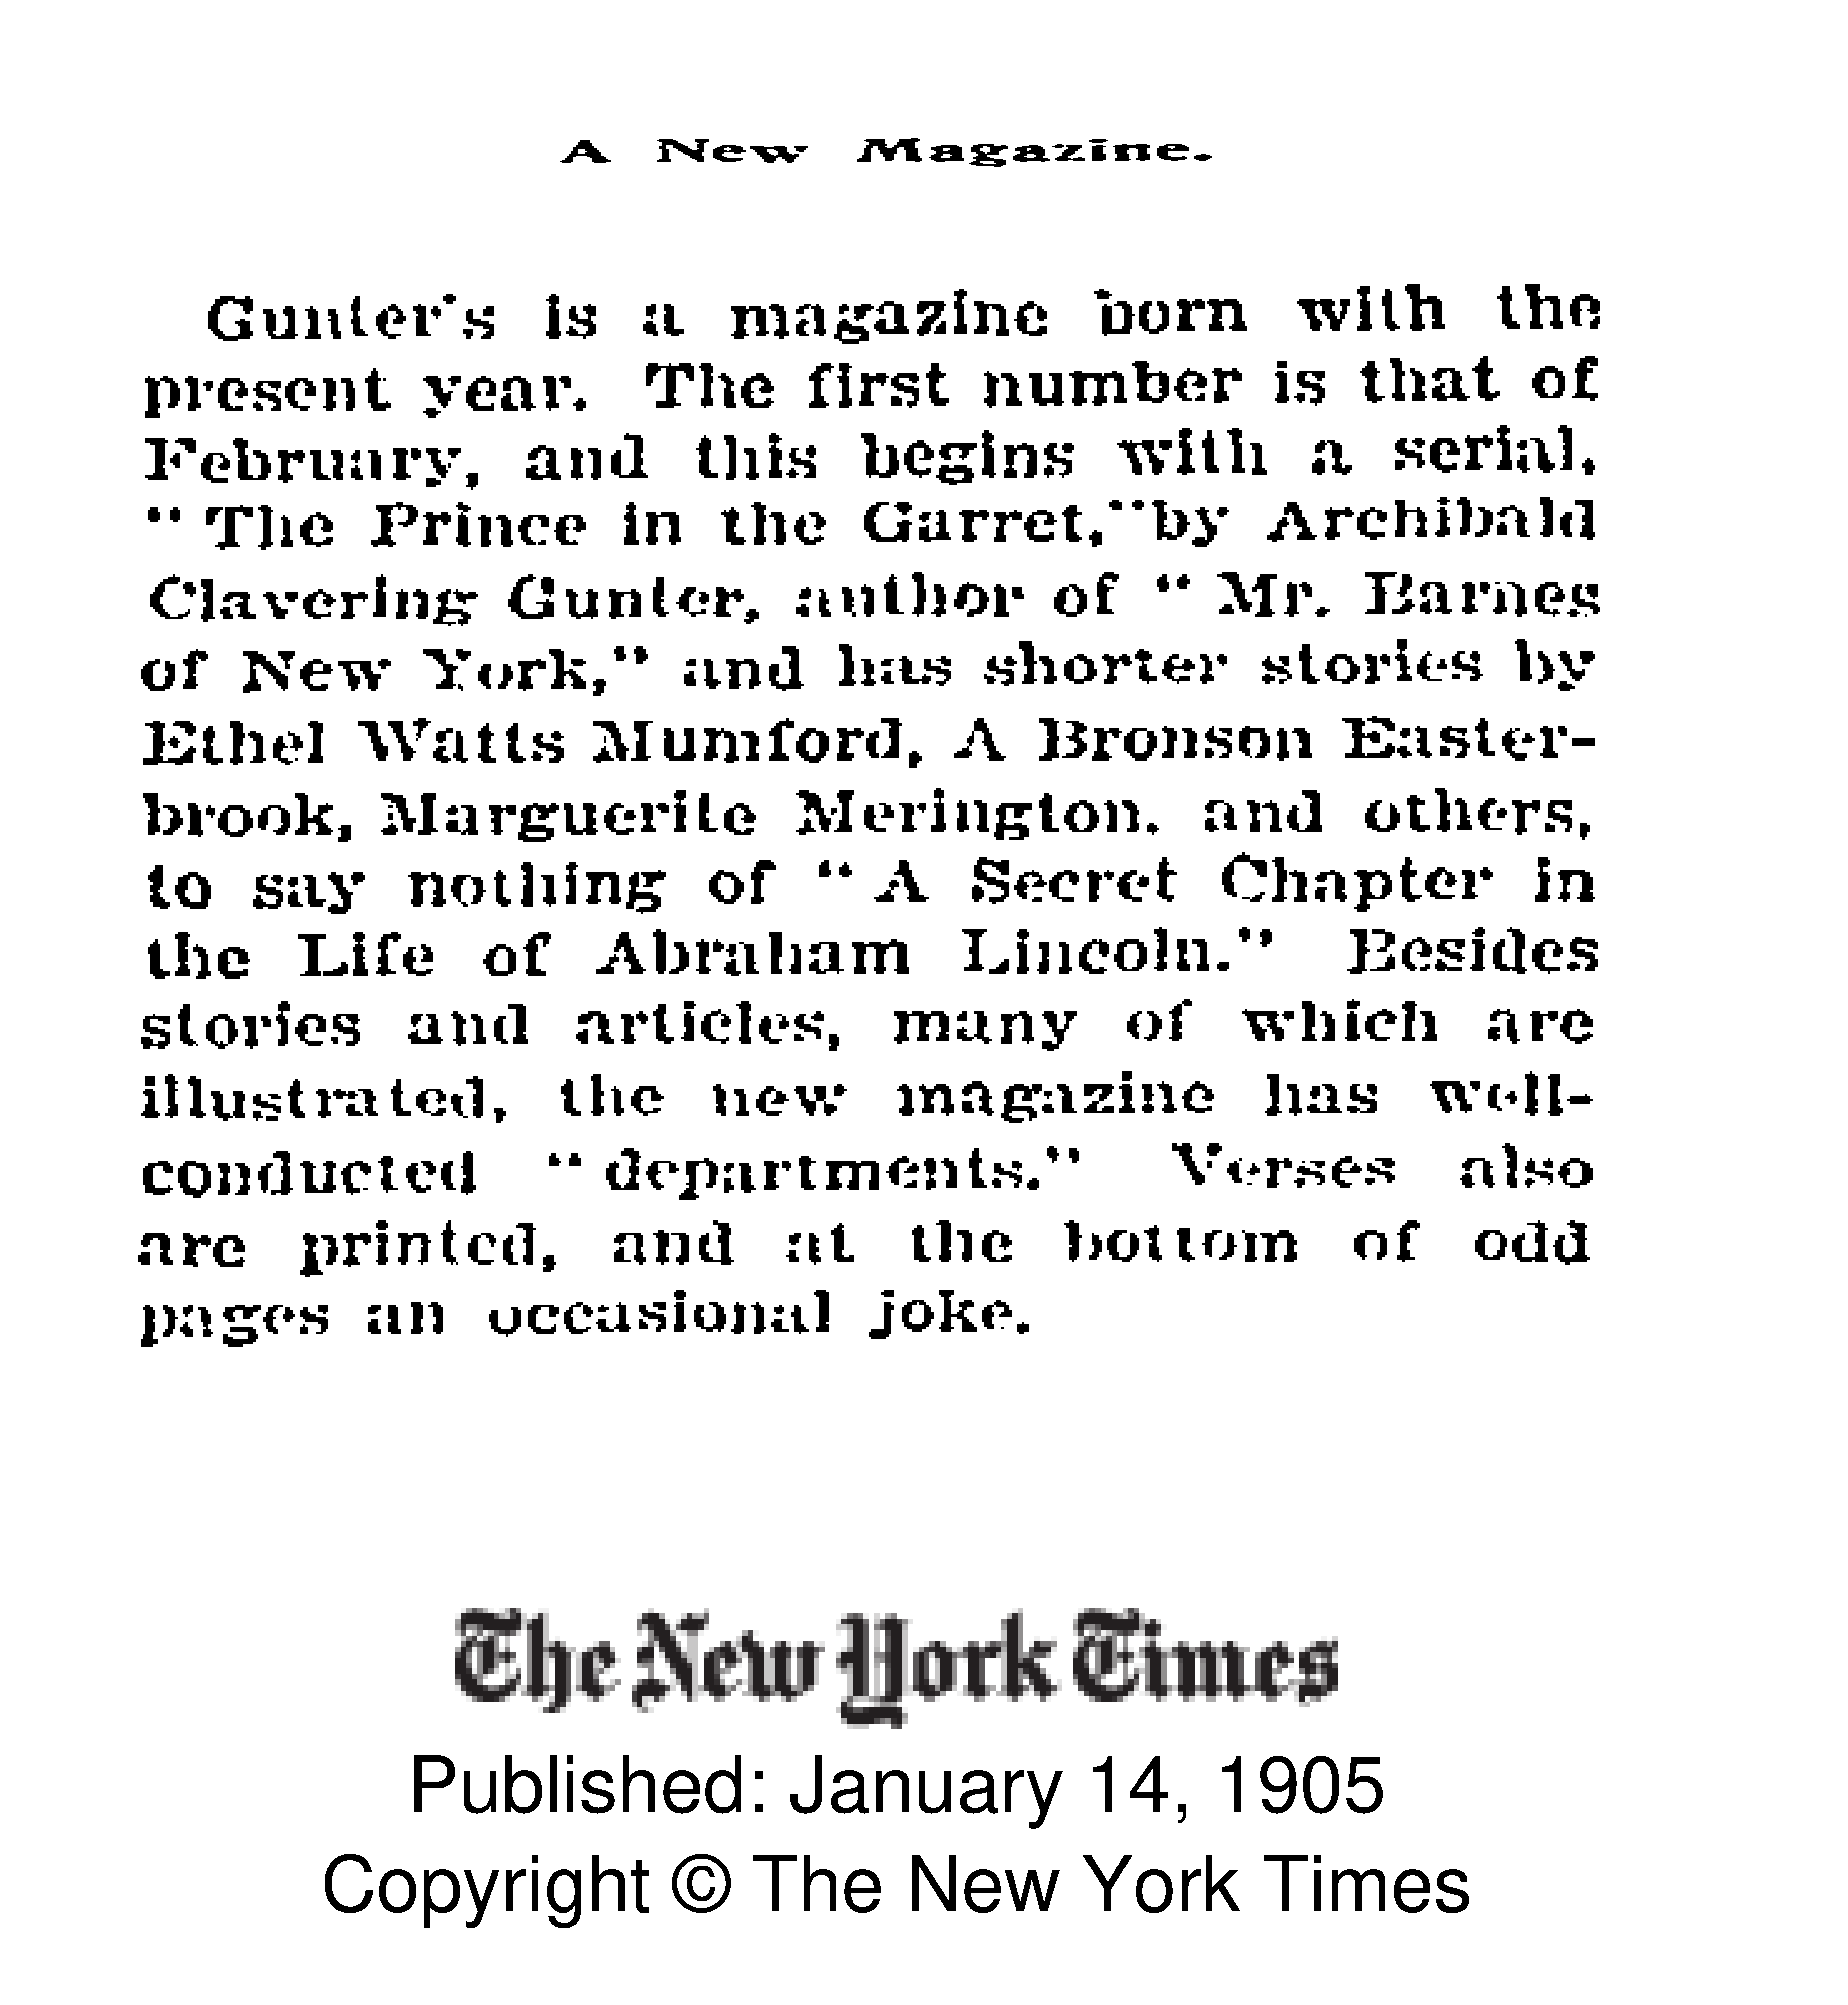 A New Magazine.
Gunter's is a magazine born with the
present year. The first number is that of
February, and this begins with a serial,
" The Prince in the Garret," by Archibald
Clavering Gunter, author of " Mr. Barnes
of New York," and has shorter stories by
Ethel Watts Mumford, A Bronson Easter-
brook, Marguerite Merington, and others,
to say nothing of " A Secret Chapter in
the Life of Abraham Lincoln." Besides
stories and articles, many of which are
illustrated, the new magazine has well-
conducted " departments." Verses also
are printed, and at the bottom of odd
pages an occasional joke.
The New York Times
Published: January 14, 1905
Copyright © The New York Times